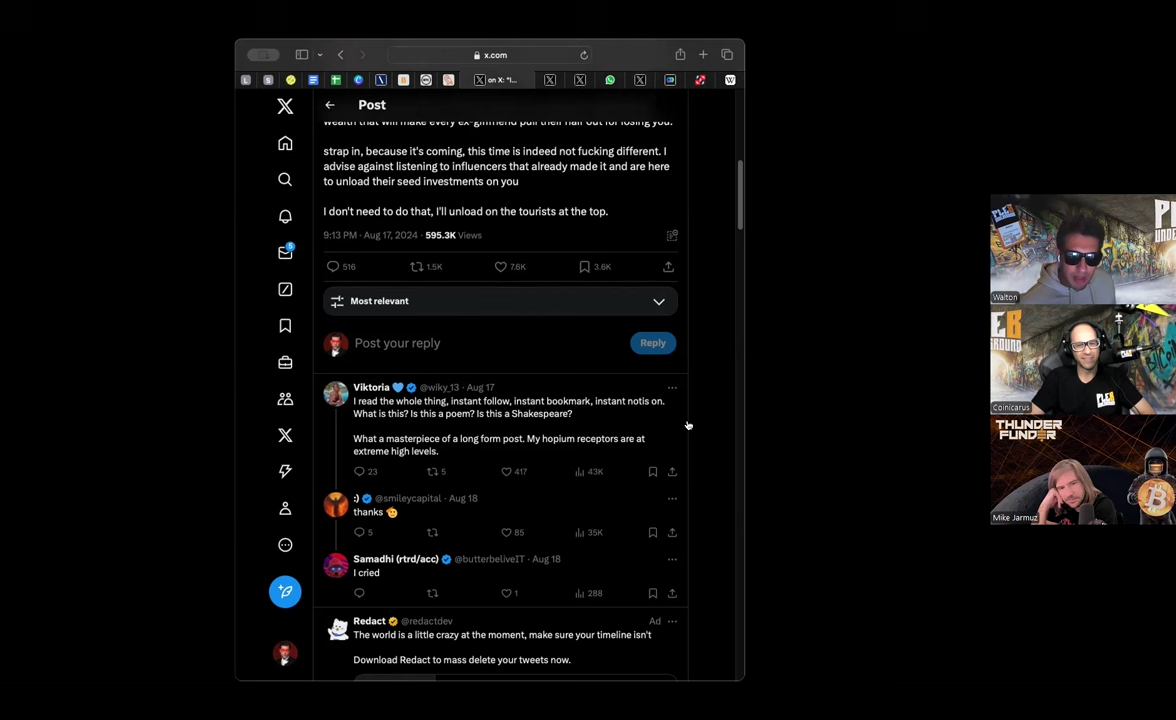 x.com
on X: "I...
Post
wealth that will make every ex-girlfriend pull their hair out for losing you.
strap in, because it's coming, this time is indeed not fucking different. I
advise against listening to influencers that already made it and are here
to unload their seed investments on you
I don't need to do that, I'll unload on the tourists at the top.
9:13 PM · Aug 17, 2024 · 595.3K Views
516 1.5K 7.6K 3.6K
Most relevant
Post your reply
Reply
Viktoria @wiky_13 · Aug 17
I read the whole thing, instant follow, instant bookmark, instant notis on.
What is this? Is this a poem? Is this a Shakespeare?
What a masterpiece of a long form post. My hopium receptors are at
extreme high levels.
23 5 417 43K
:) @smileycapital · Aug 18
thanks
5 85 35K
Samadhi (rtrd/acc) @butterbeliveIT · Aug 18
I cried
1 288
Redact @redactdev Ad
The world is a little crazy at the moment, make sure your timeline isn't
Download Redact to mass delete your tweets now.
5
Walton
Coinicarus
THUNDER
FUNDER
Mike Jarmuz